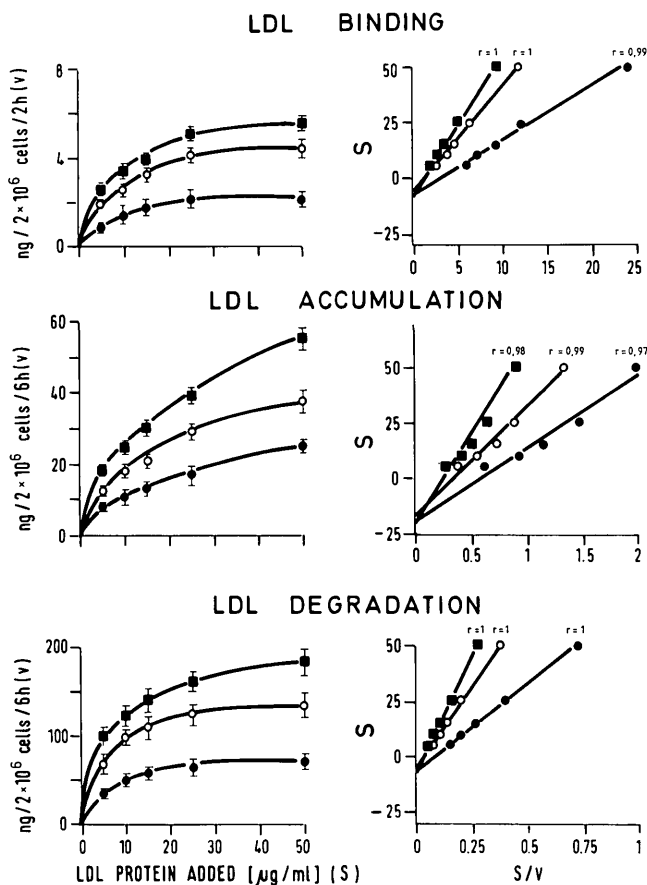 LDL BINDING
ng / 2×10⁶ cells / 2h (v)
8
4
0
S
50
25
0
−25
r = 1
r = 1
r = 0,99
0 5 10 15 20 25
LDL ACCUMULATION
ng / 2×10⁶ cells / 6h (v)
60
40
20
0
S
50
25
0
−25
r = 0,98
r = 0,99
r = 0,97
0 0.5 1 1.5 2
LDL DEGRADATION
ng / 2×10⁶ cells / 6h (v)
200
100
0
0 10 20 30 40 50
LDL PROTEIN ADDED [µg/ml] (S)
S
50
25
0
−25
r = 1
r = 1
r = 1
0 0.25 0.5 0.75 1
S/V